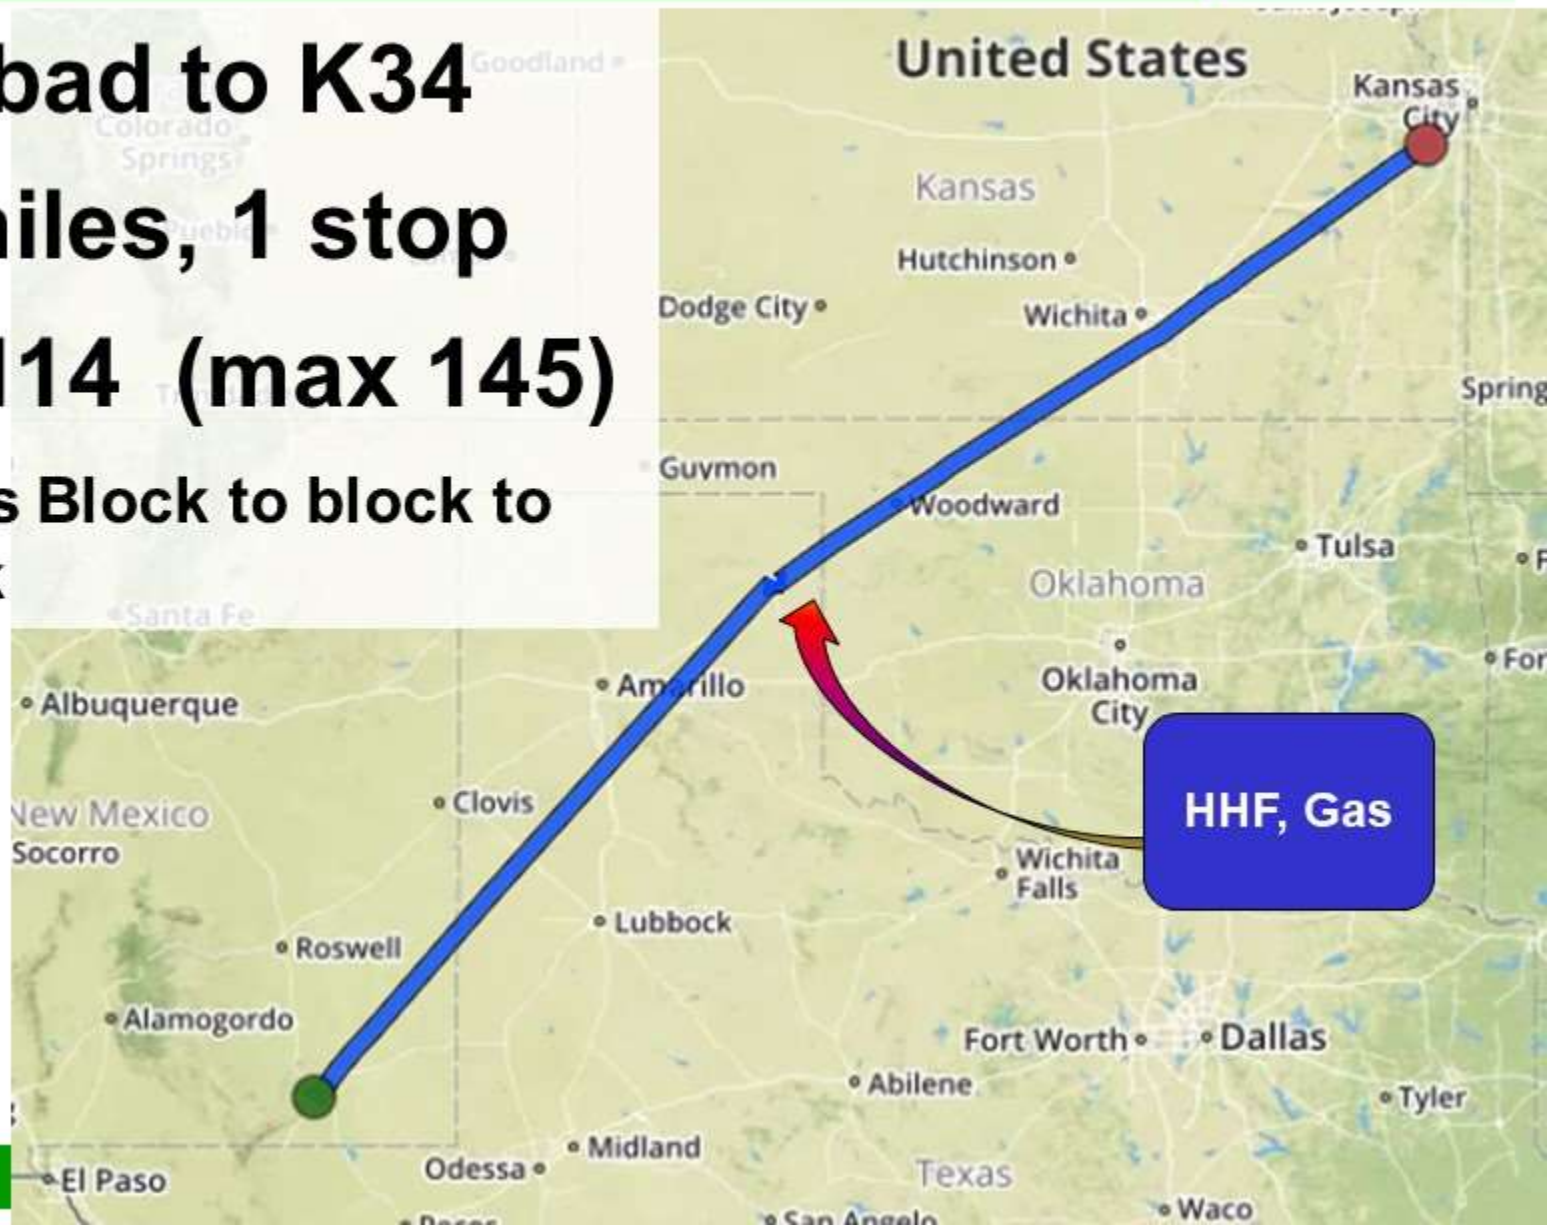 bad to K34
iles, 1 stop
114 (max 145)
s Block to block to
United States
Kansas
City
Goodland
Colorado
Springs
Pueblo
Kansas
Hutchinson
Dodge City
Wichita
Spring
Guymon
Woodward
Tulsa
Oklahoma
Santa Fe
Amarillo
Oklahoma
City
For
Albuquerque
HHF, Gas
New Mexico
Clovis
Socorro
Wichita
Falls
Lubbock
Roswell
Alamogordo
Fort Worth
Dallas
Abilene
Tyler
Midland
Odessa
Texas
El Paso
Waco
Pecos
San Angelo